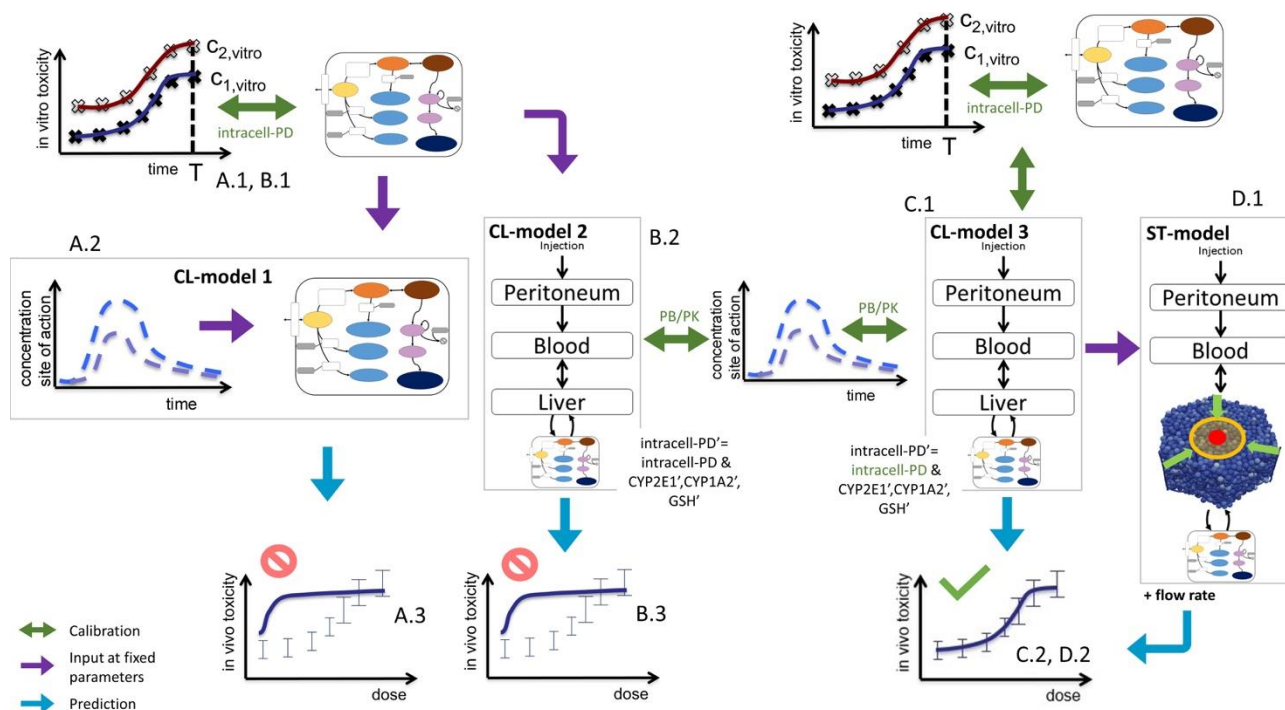 in vitro toxicity
C2,vitro
C1,vitro
intracell-PD
time
T
A.1, B.1
in vitro toxicity
C2,vitro
C1,vitro
intracell-PD
time
T
A.2
CL-model 1
concentration
site of action
time
CL-model 2
Injection
Peritoneum
Blood
Liver
B.2
PB/PK
intracell-PD'=
intracell-PD &
CYP2E1',CYP1A2',
GSH'
time
concentration
site of action
PB/PK
C.1
CL-model 3
Injection
Peritoneum
Blood
Liver
intracell-PD'=
intracell-PD &
CYP2E1',CYP1A2',
GSH'
D.1
ST-model
Injection
Peritoneum
Blood
+ flow rate
in vivo toxicity
A.3
dose
in vivo toxicity
B.3
dose
in vivo toxicity
C.2, D.2
dose
Calibration
Input at fixed
parameters
Prediction